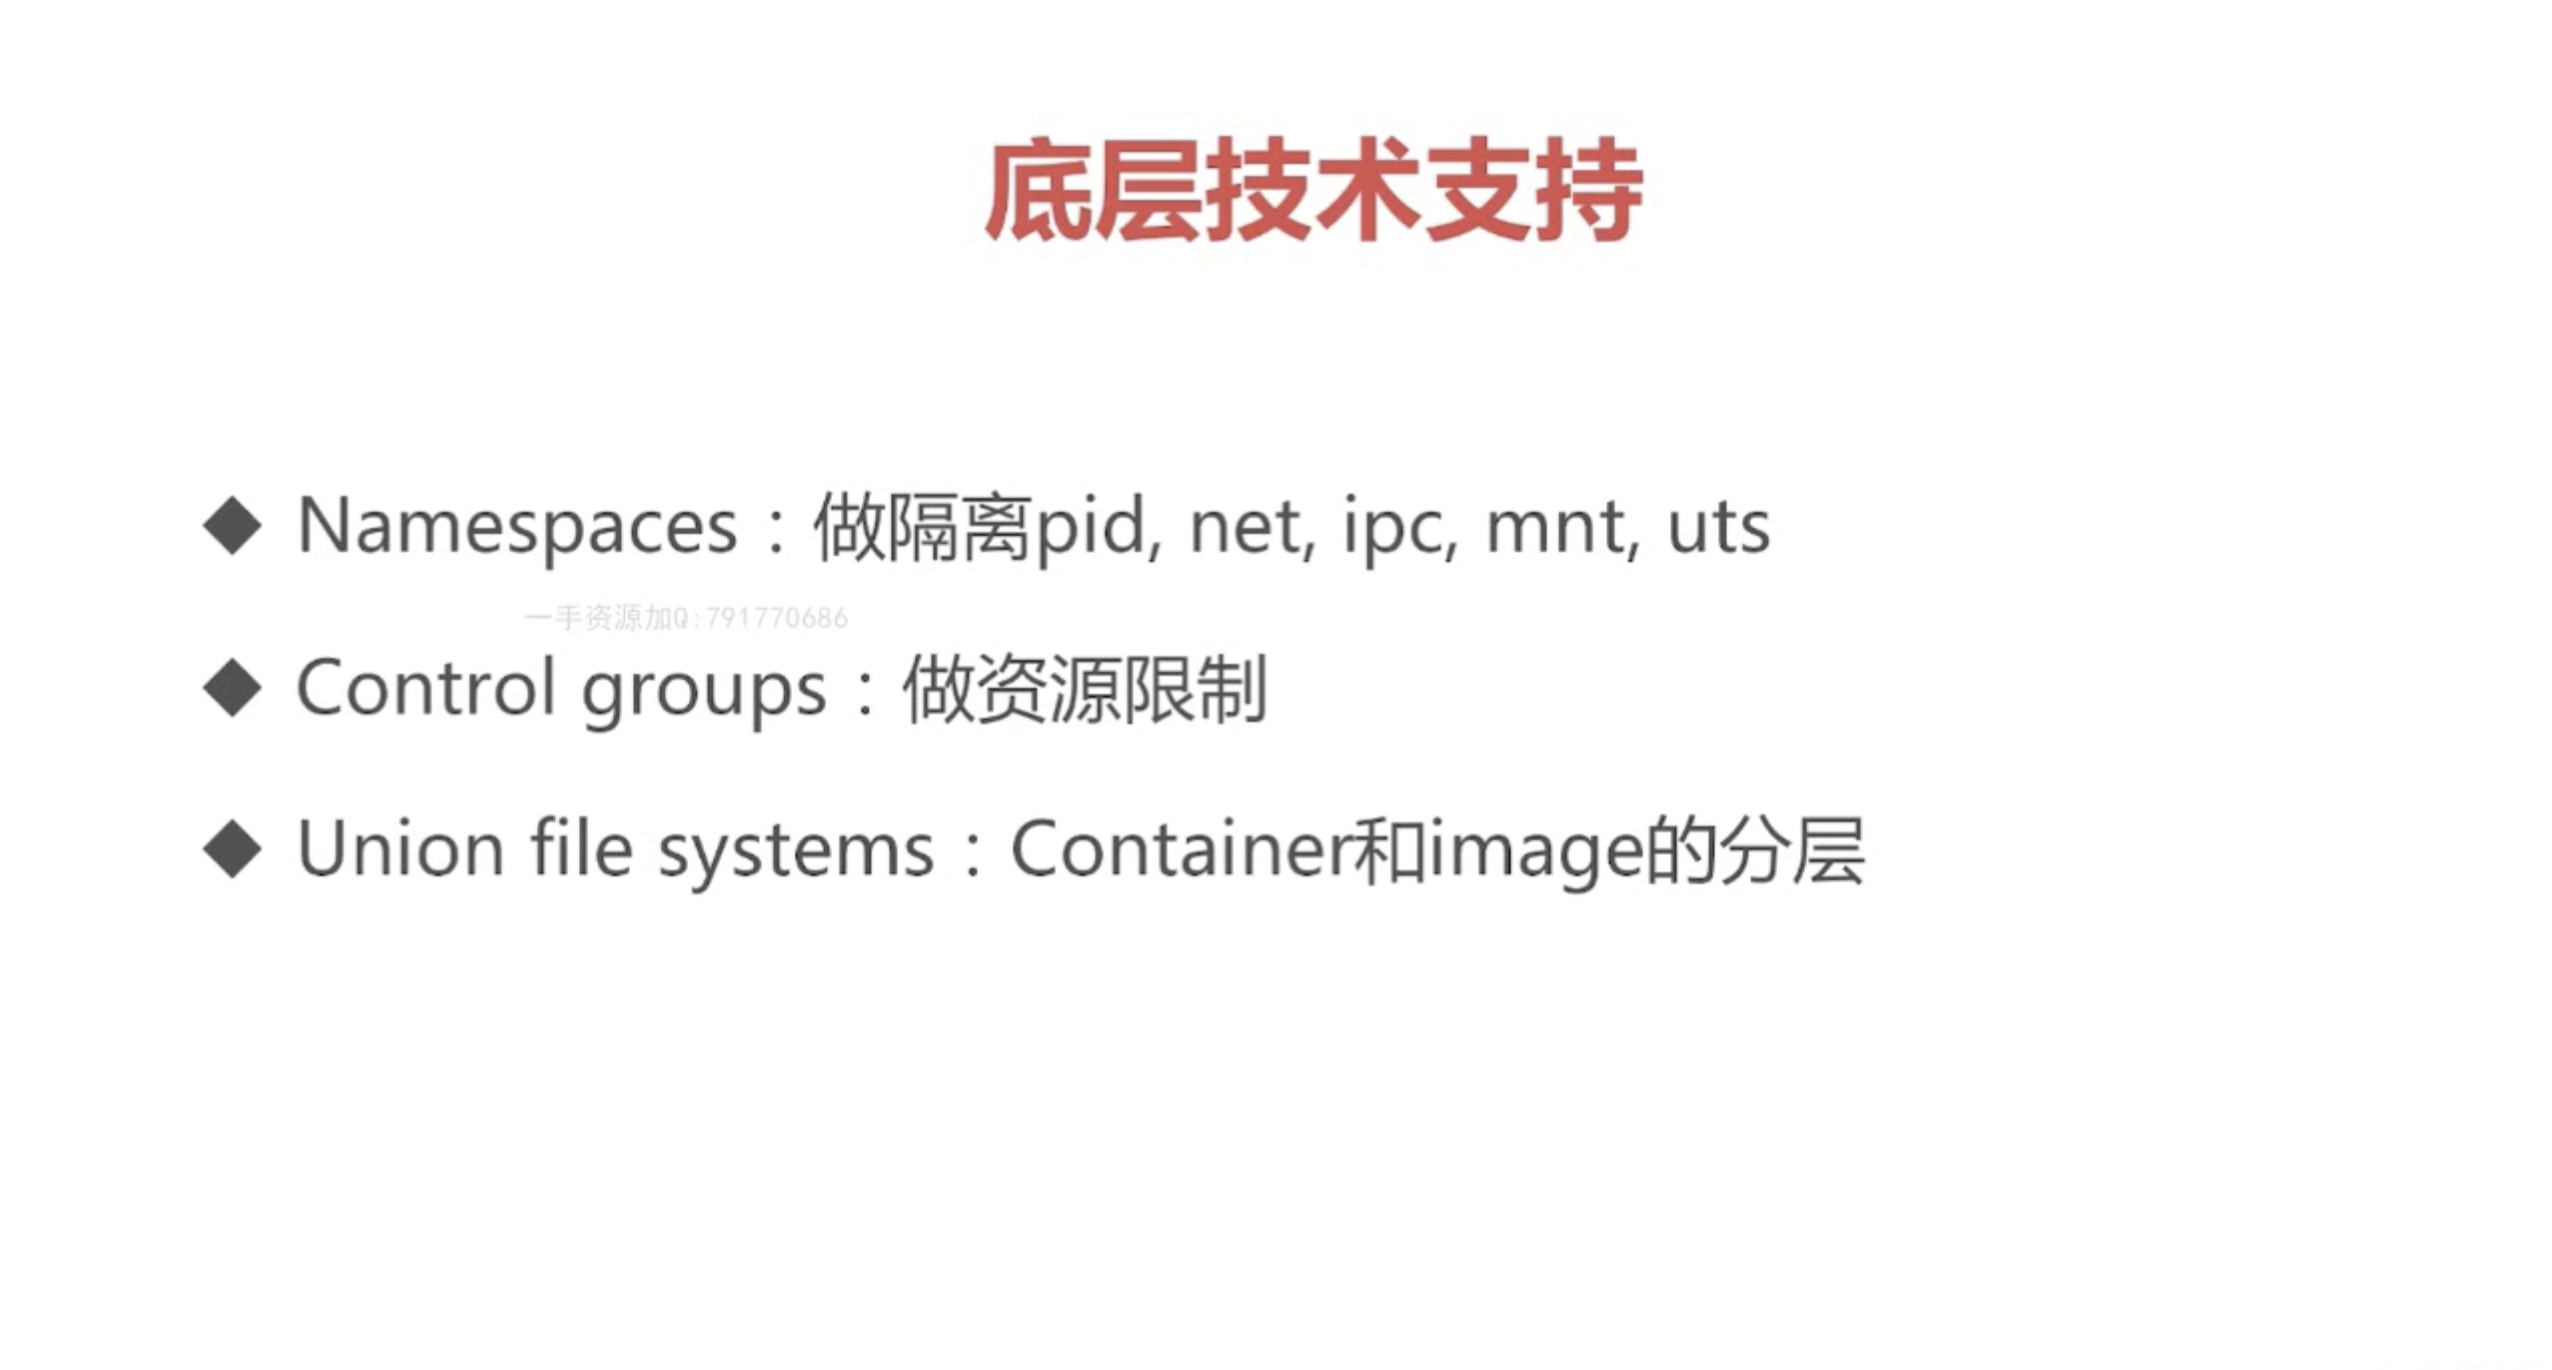 底层技术支持
◆ Namespaces：做隔离pid, net, ipc, mnt, uts
一手资源加Q:791770686
◆ Control groups：做资源限制
◆ Union file systems：Container和image的分层